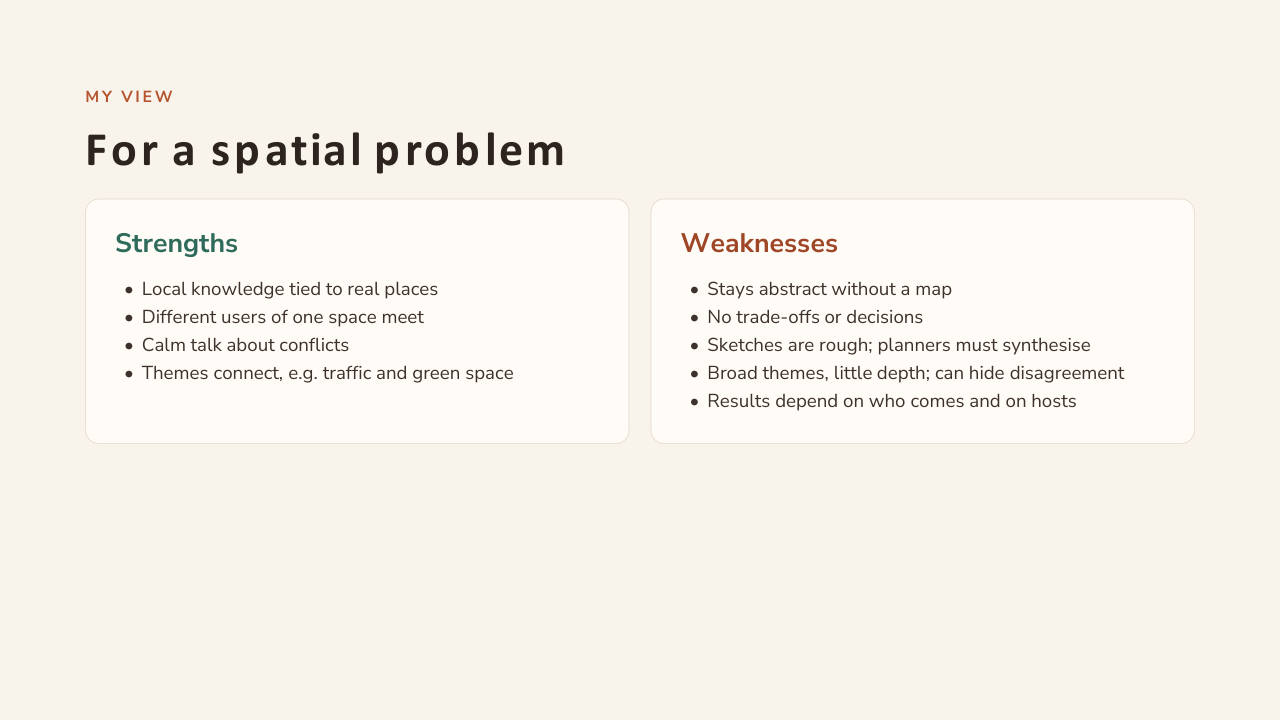 MY VIEW
For a spatial problem
Strengths
• Local knowledge tied to real places
• Different users of one space meet
• Calm talk about conflicts
• Themes connect, e.g. traffic and green space
Weaknesses
• Stays abstract without a map
• No trade-offs or decisions
• Sketches are rough; planners must synthesise
• Broad themes, little depth; can hide disagreement
• Results depend on who comes and on hosts